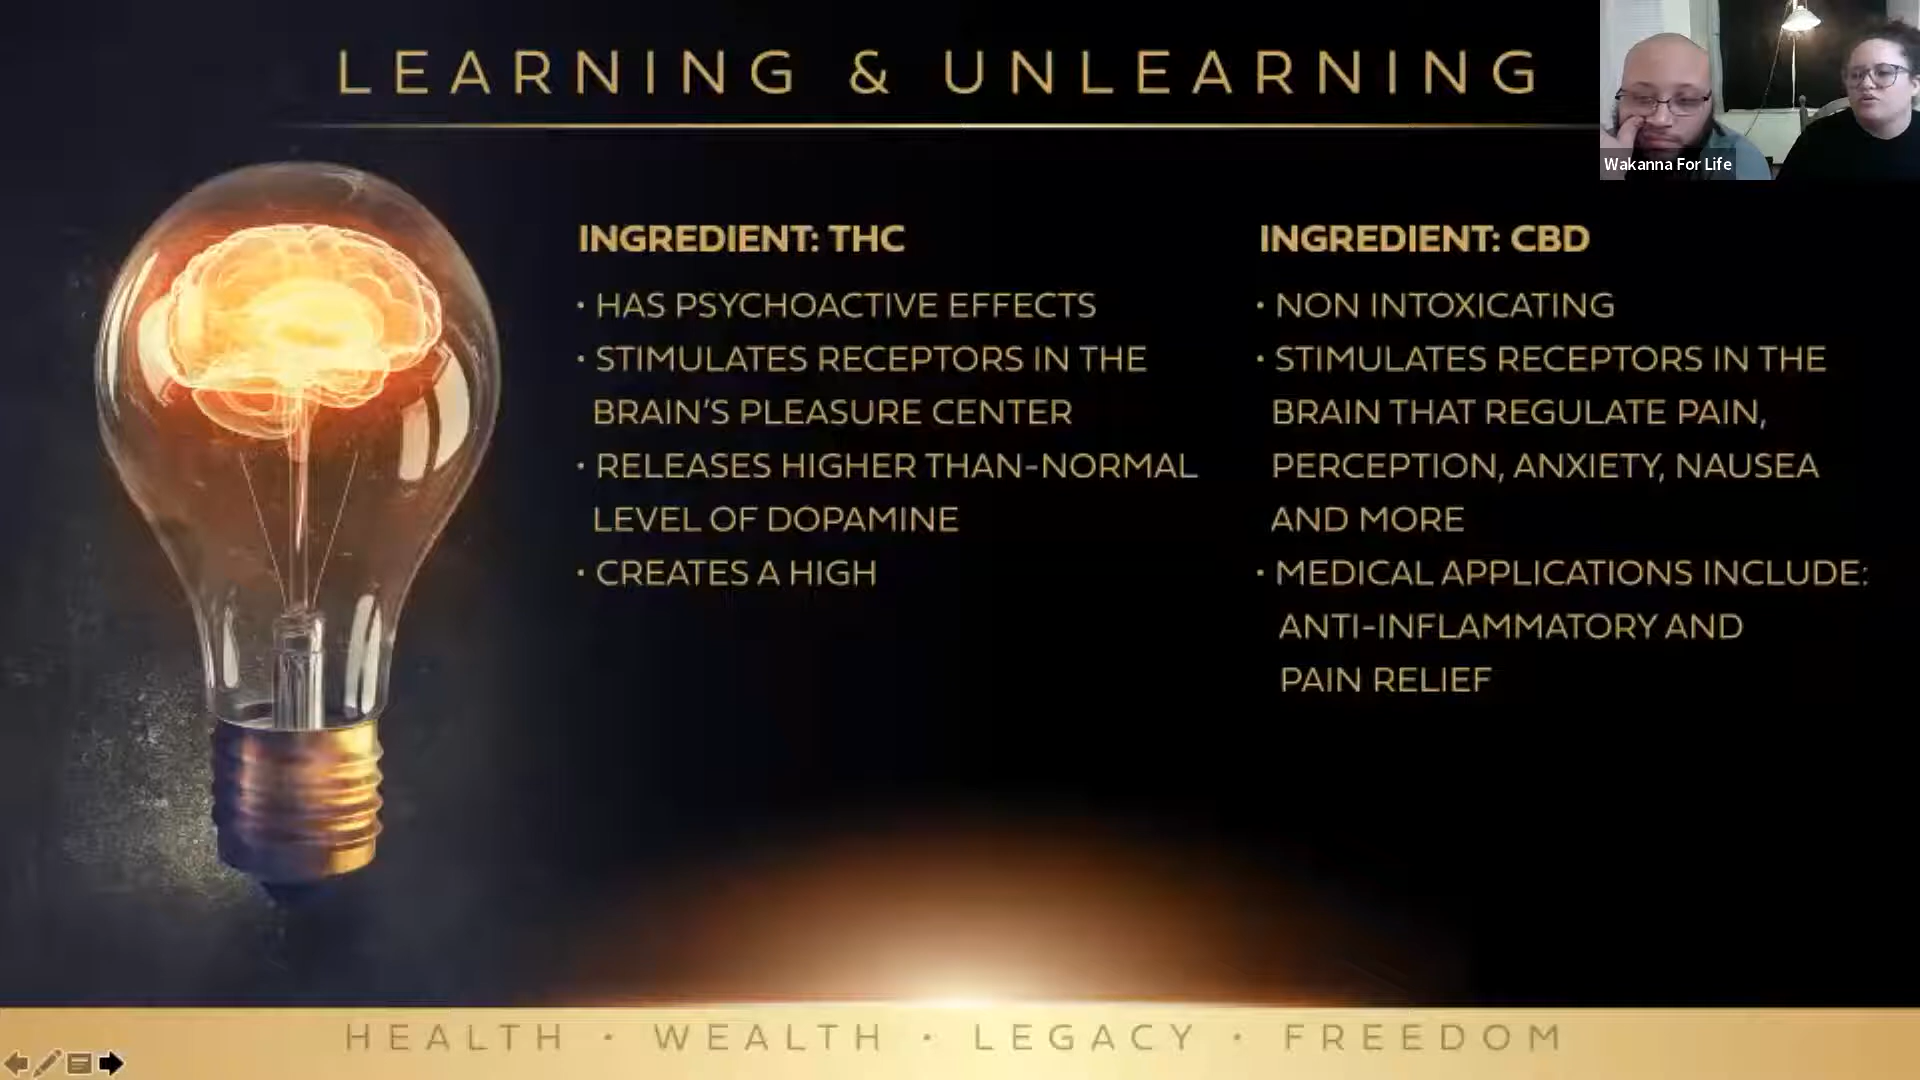 LEARNING & UNLEARNING
Wakanna For Life
INGREDIENT: THC
• HAS PSYCHOACTIVE EFFECTS
• STIMULATES RECEPTORS IN THE
BRAIN'S PLEASURE CENTER
• RELEASES HIGHER THAN-NORMAL
LEVEL OF DOPAMINE
• CREATES A HIGH
INGREDIENT: CBD
• NON INTOXICATING
• STIMULATES RECEPTORS IN THE
BRAIN THAT REGULATE PAIN,
PERCEPTION, ANXIETY, NAUSEA
AND MORE
• MEDICAL APPLICATIONS INCLUDE:
ANTI-INFLAMMATORY AND
PAIN RELIEF
HEALTH • WEALTH • LEGACY • FREEDOM